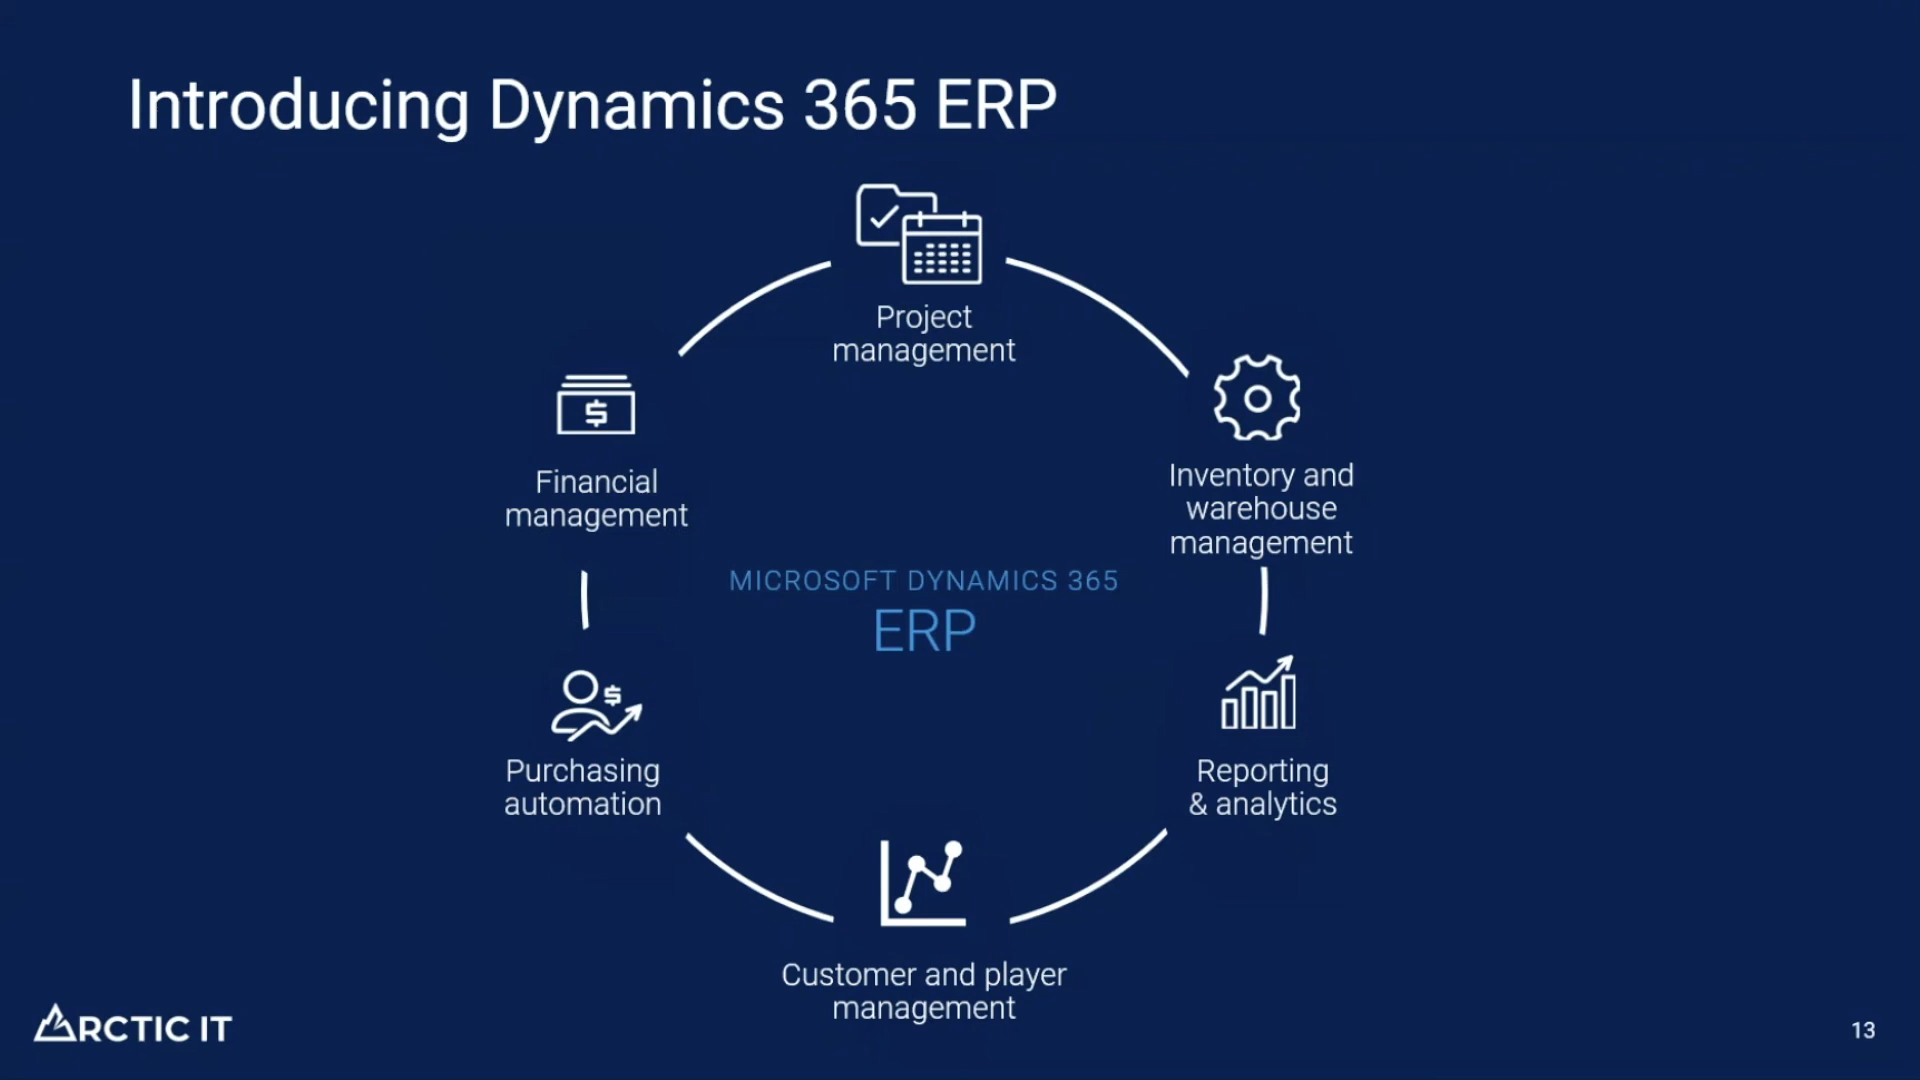 Introducing Dynamics 365 ERP
Project
management
Financial
management
Inventory and
warehouse
management
MICROSOFT DYNAMICS 365
ERP
Purchasing
automation
Reporting
& analytics
Customer and player
management
ARCTIC IT
13